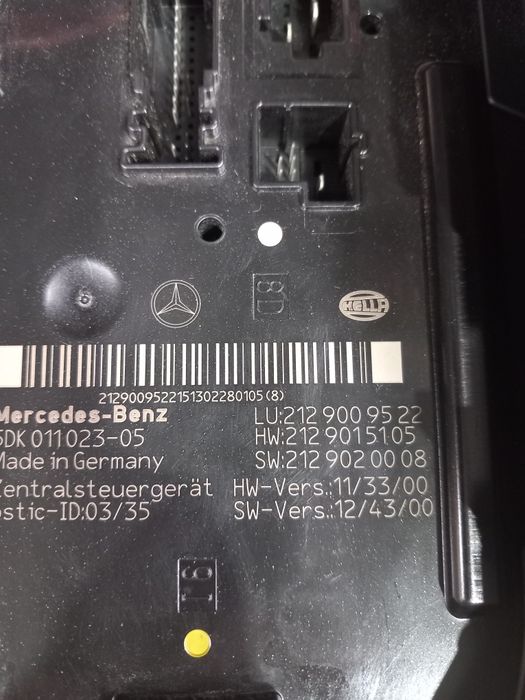 8D
HELLA
2129009522151302280105(8)
Mercedes-Benz LU:212 900 95 22
5DK 011023-05 HW:212 901 51 05
Made in Germany SW:212 902 00 08
Zentralsteuergerät HW-Vers.:11/33/00
ostic-ID:03/35 SW-Vers.:12/43/00